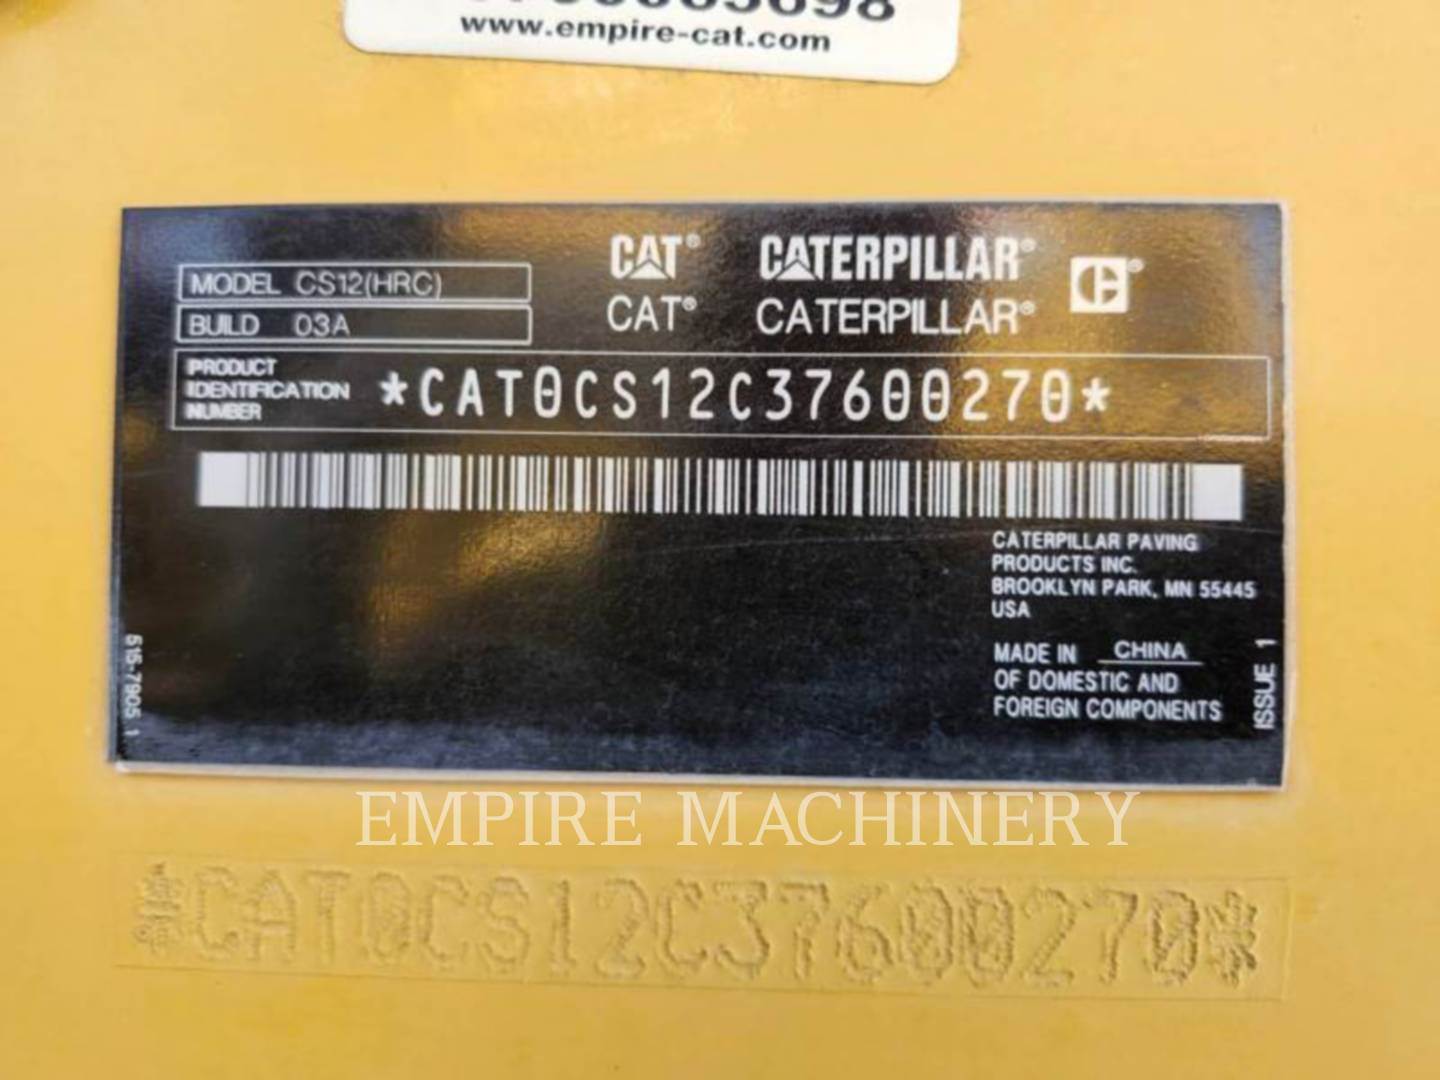 www.empire-cat.com
CAT® CATERPILLAR®
MODEL CS12(HRC)
CAT® CATERPILLAR®
BUILD 03A
PRODUCT
IDENTIFICATION
NUMBER
*CAT0CS12C37600270*
CATERPILLAR PAVING
PRODUCTS INC.
BROOKLYN PARK, MN 55445
USA
MADE IN CHINA
OF DOMESTIC AND
FOREIGN COMPONENTS
515-7905 1
ISSUE 1
EMPIRE MACHINERY
*CAT0CS12C37600270*